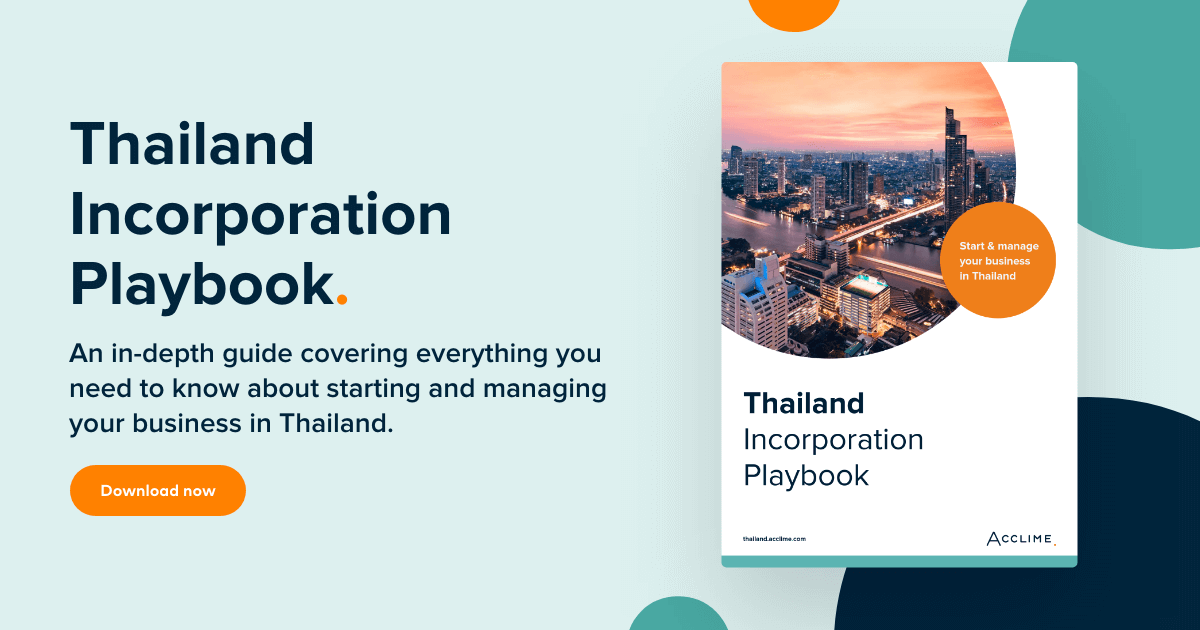 Thailand
Incorporation
Playbook.
An in-depth guide covering everything you
need to know about starting and managing
your business in Thailand.
Download now
Start & manage
your business
in Thailand
Thailand
Incorporation
Playbook
thailand.acclime.com
ACCLIME.